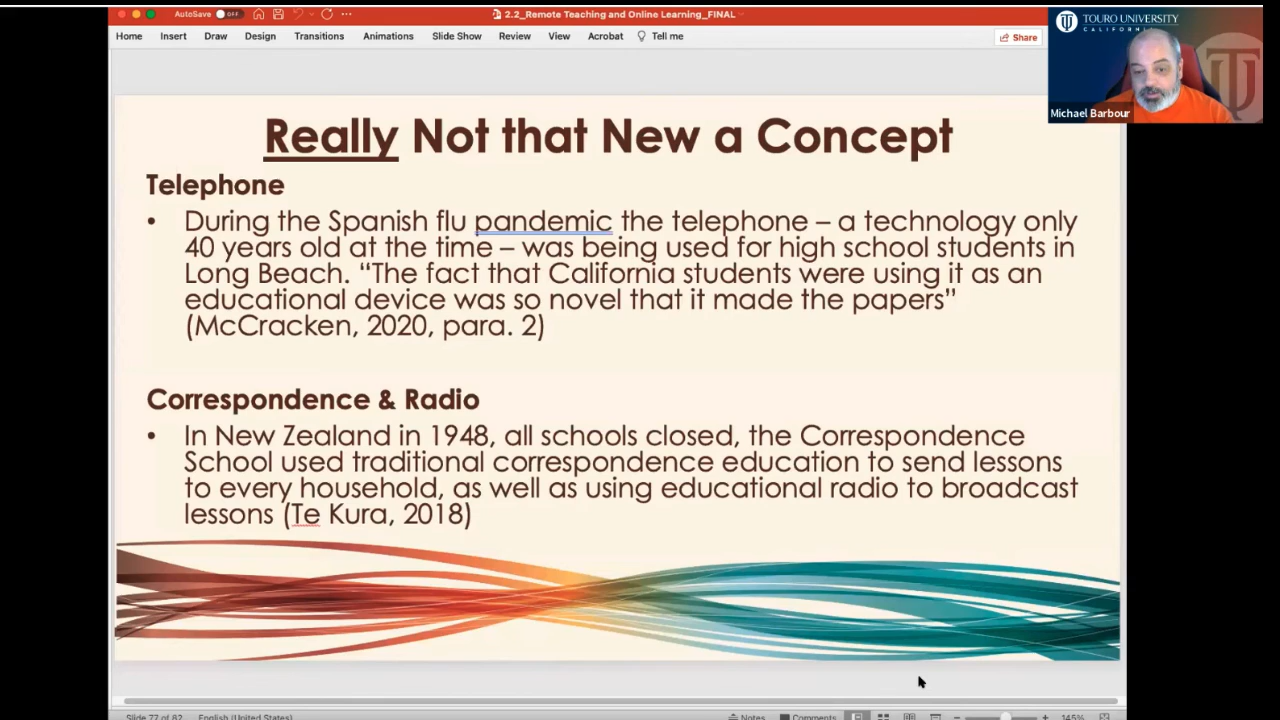 AutoSave OFF
2.2_Remote Teaching and Online Learning_FINAL
Home Insert Draw Design Transitions Animations Slide Show Review View Acrobat Tell me
Share
TOURO UNIVERSITY
CALIFORNIA
Michael Barbour
Really Not that New a Concept
Telephone
• During the Spanish flu pandemic the telephone – a technology only
40 years old at the time – was being used for high school students in
Long Beach. “The fact that California students were using it as an
educational device was so novel that it made the papers”
(McCracken, 2020, para. 2)
Correspondence & Radio
• In New Zealand in 1948, all schools closed, the Correspondence
School used traditional correspondence education to send lessons
to every household, as well as using educational radio to broadcast
lessons (Te Kura, 2018)
Slide 77 of 82 English (United States) Notes Comments 145%